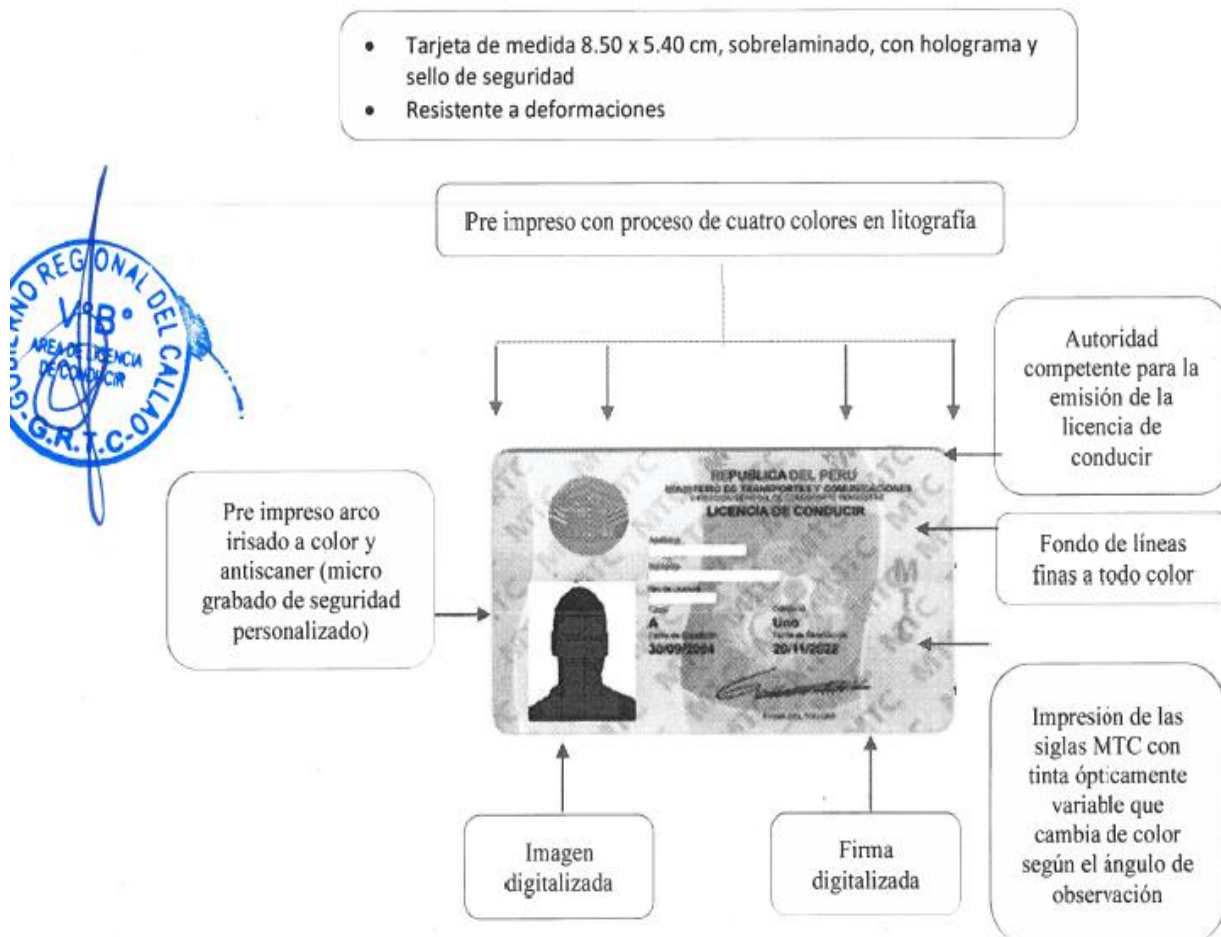 • Tarjeta de medida 8.50 x 5.40 cm, sobrelaminado, con holograma y
sello de seguridad
• Resistente a deformaciones
Pre impreso con proceso de cuatro colores en litografía
GOBIERNO REGIONAL DEL CALLAO
V°B°
AREA DE LICENCIA
DE CONDUCIR
G.R.T.C.
Autoridad
competente para la
emisión de la
licencia de
conducir
Pre impreso arco
irisado a color y
antiscaner (micro
grabado de seguridad
personalizado)
REPUBLICA DEL PERÚ
MINISTERIO DE TRANSPORTES Y COMUNICACIONES
LICENCIA DE CONDUCIR
A
Uno
30/09/2004
20/11/2022
MTC
Fondo de líneas
finas a todo color
Impresión de las
siglas MTC con
tinta ópticamente
variable que
cambia de color
según el ángulo de
observación
Imagen
digitalizada
Firma
digitalizada